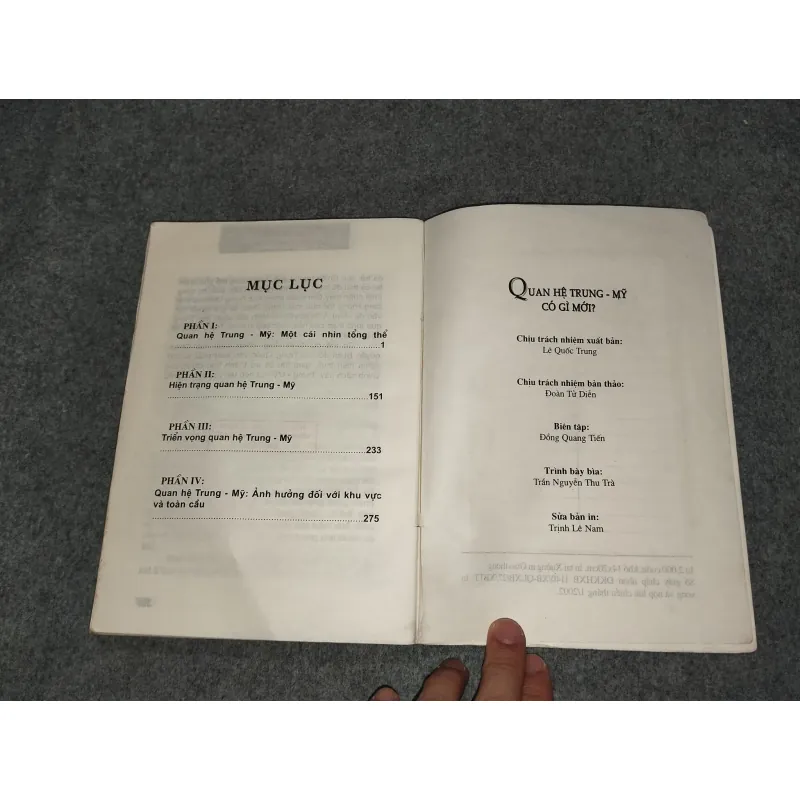 MỤC LỤC
PHẦN I:
Quan hệ Trung - Mỹ: Một cái nhìn tổng thể
1
PHẦN II:
Hiện trạng quan hệ Trung - Mỹ
151
PHẦN III:
Triển vọng quan hệ Trung - Mỹ
233
PHẦN IV:
Quan hệ Trung - Mỹ: Ảnh hưởng đối với khu vực
và toàn cầu
275
QUAN HỆ TRUNG - MỸ
CÓ GÌ MỚI?
Chịu trách nhiệm xuất bản:
Lê Quốc Trung
Chịu trách nhiệm bản thảo:
Đoàn Tử Diễn
Biên tập:
Đồng Quang Tiến
Trình bày bìa:
Trần Nguyễn Thu Trà
Sửa bản in:
Trịnh Lê Nam